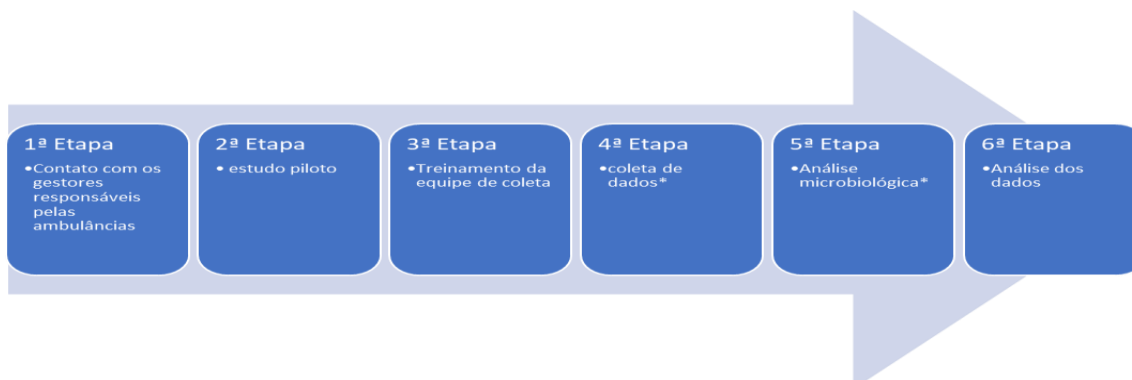 1ª Etapa
•Contato com os
gestores
responsáveis
pelas
ambulâncias
2ª Etapa
• estudo piloto
3ª Etapa
•Treinamento da
equipe de coleta
4ª Etapa
•coleta de
dados*
5ª Etapa
•Análise
microbiológica*
6ª Etapa
•Análise dos
dados